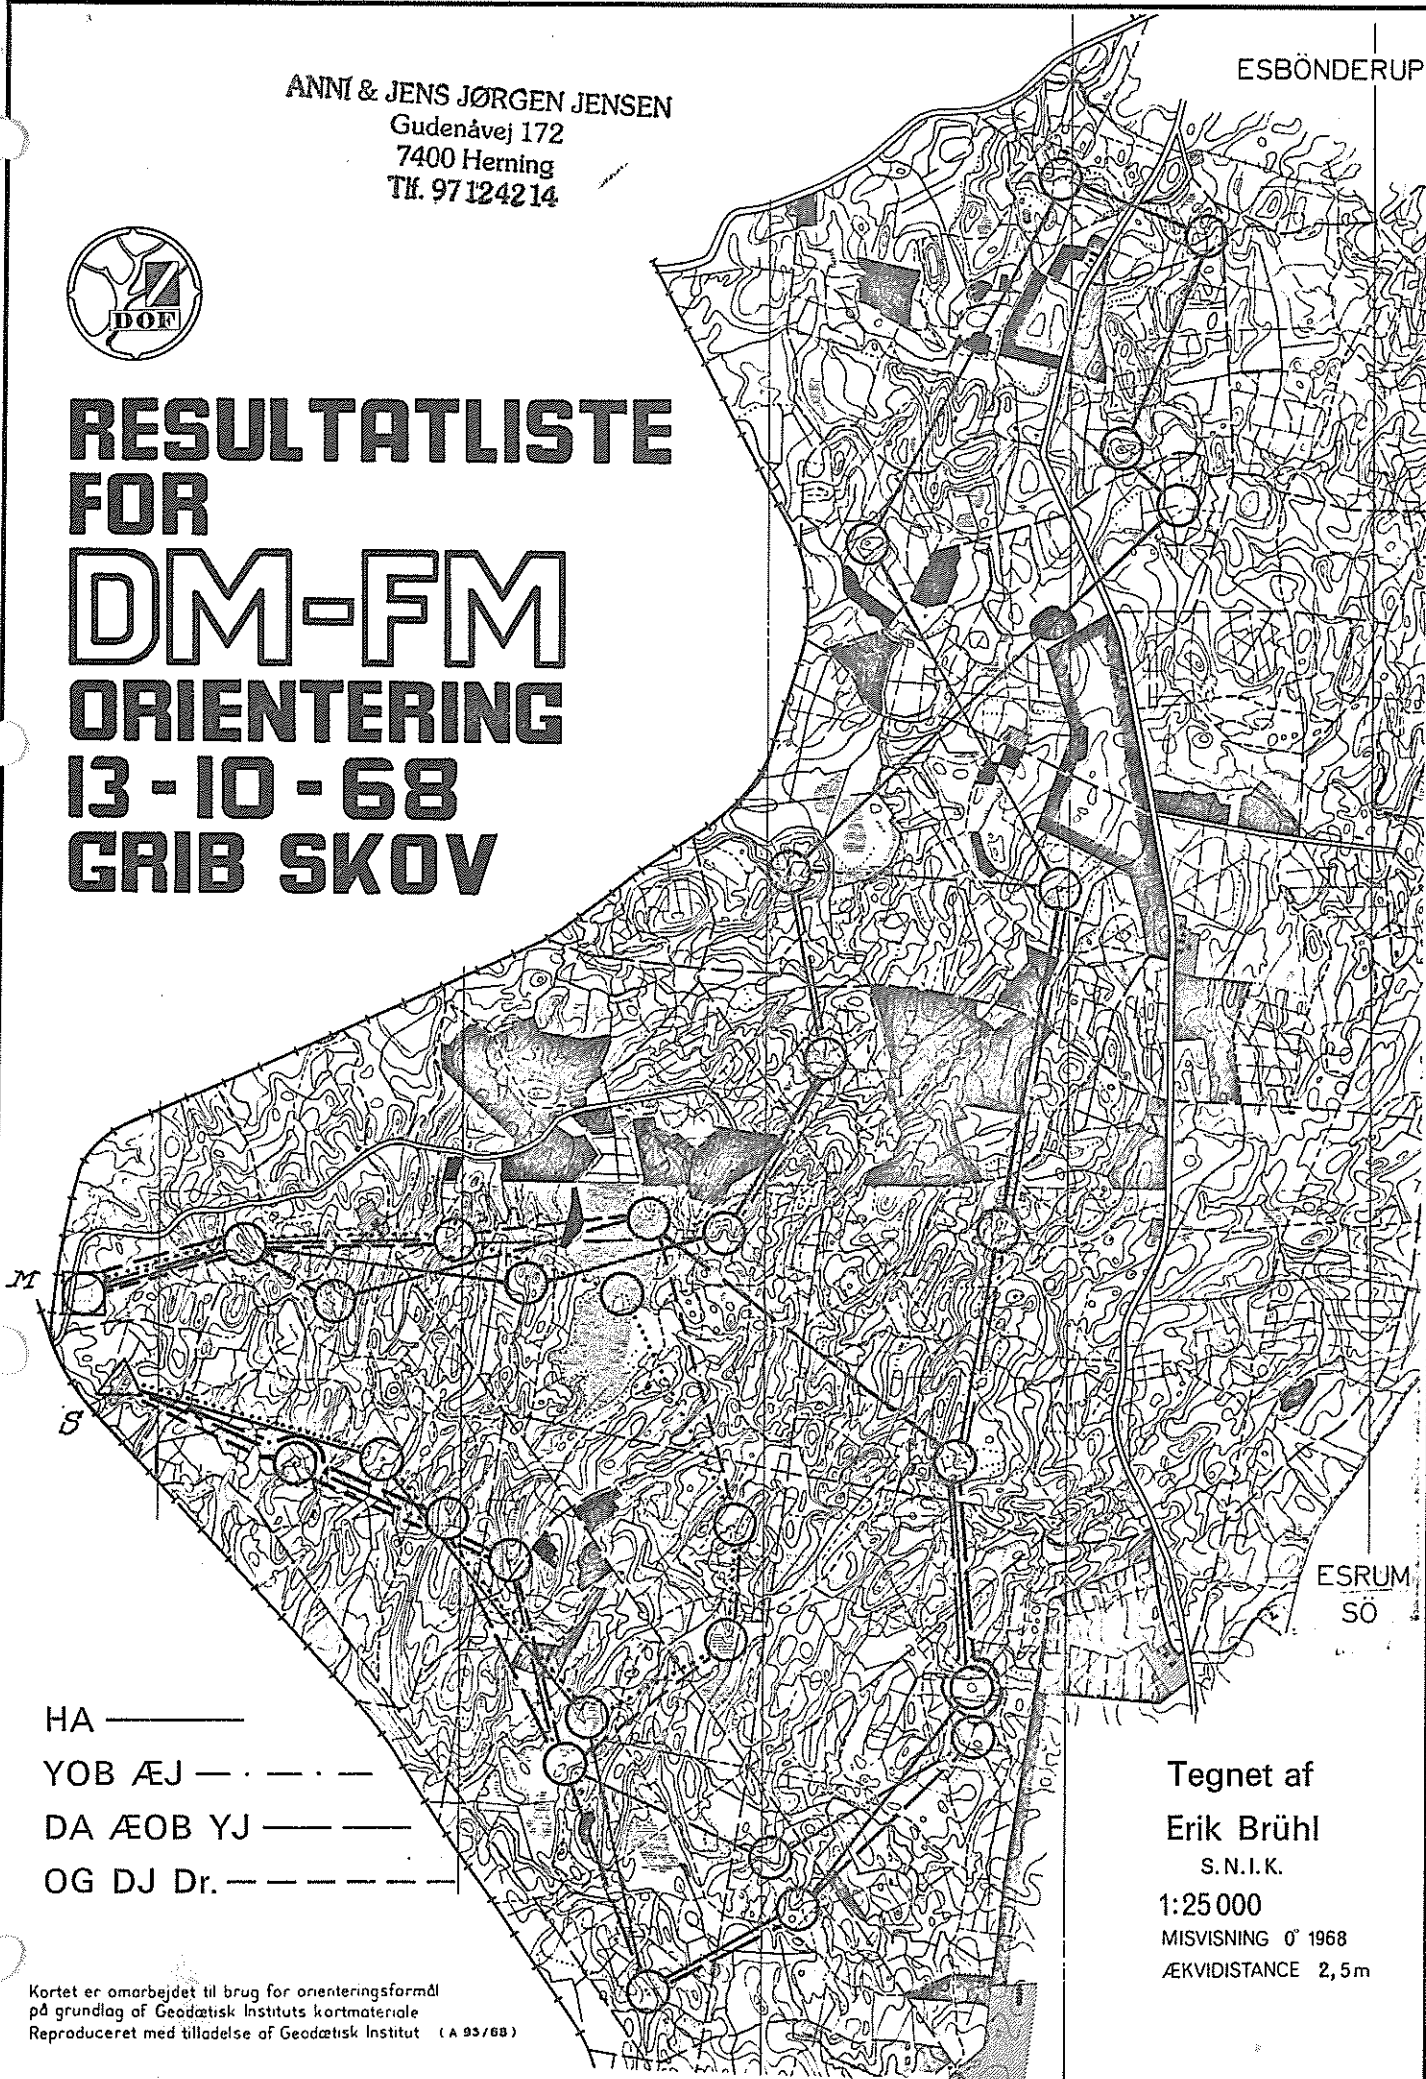 ESBÖNDERUP
ANNI & JENS JØRGEN JENSEN
Gudenåvej 172
7400 Herning
Tlf. 97124214
DOF
RESULTATLISTE
FOR
DM-FM
ORIENTERING
13-10-68
GRIB SKOV
M
S
ESRUM
SÖ
HA
YOB ÆJ
DA ÆOB YJ
OG DJ Dr.
Tegnet af
Erik Brühl
S.N.I.K.
1:25000
MISVISNING 0° 1968
ÆKVIDISTANCE 2,5m
Kortet er omarbejdet til brug for orienteringsformål
på grundlag af Geodætisk Instituts kortmateriale
Reproduceret med tilladelse af Geodætisk Institut (A 93/68)